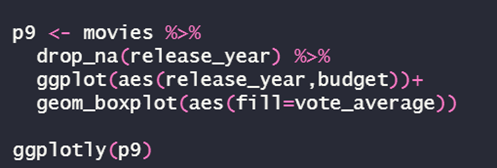 p9 <- movies %>%
  drop_na(release_year) %>%
  ggplot(aes(release_year,budget))+
  geom_boxplot(aes(fill=vote_average))

ggplotly(p9)